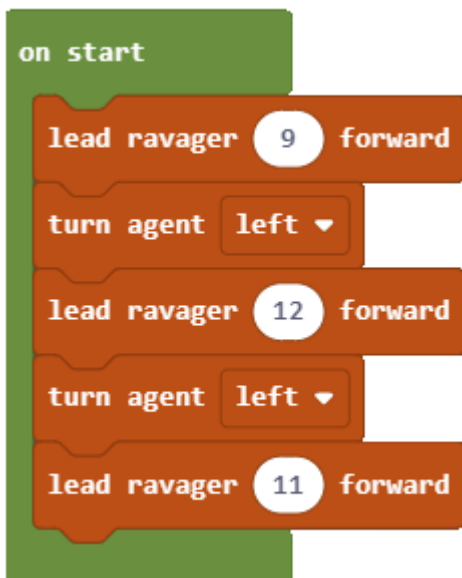 on start
lead ravager 9 forward
turn agent left
lead ravager 12 forward
turn agent left
lead ravager 11 forward